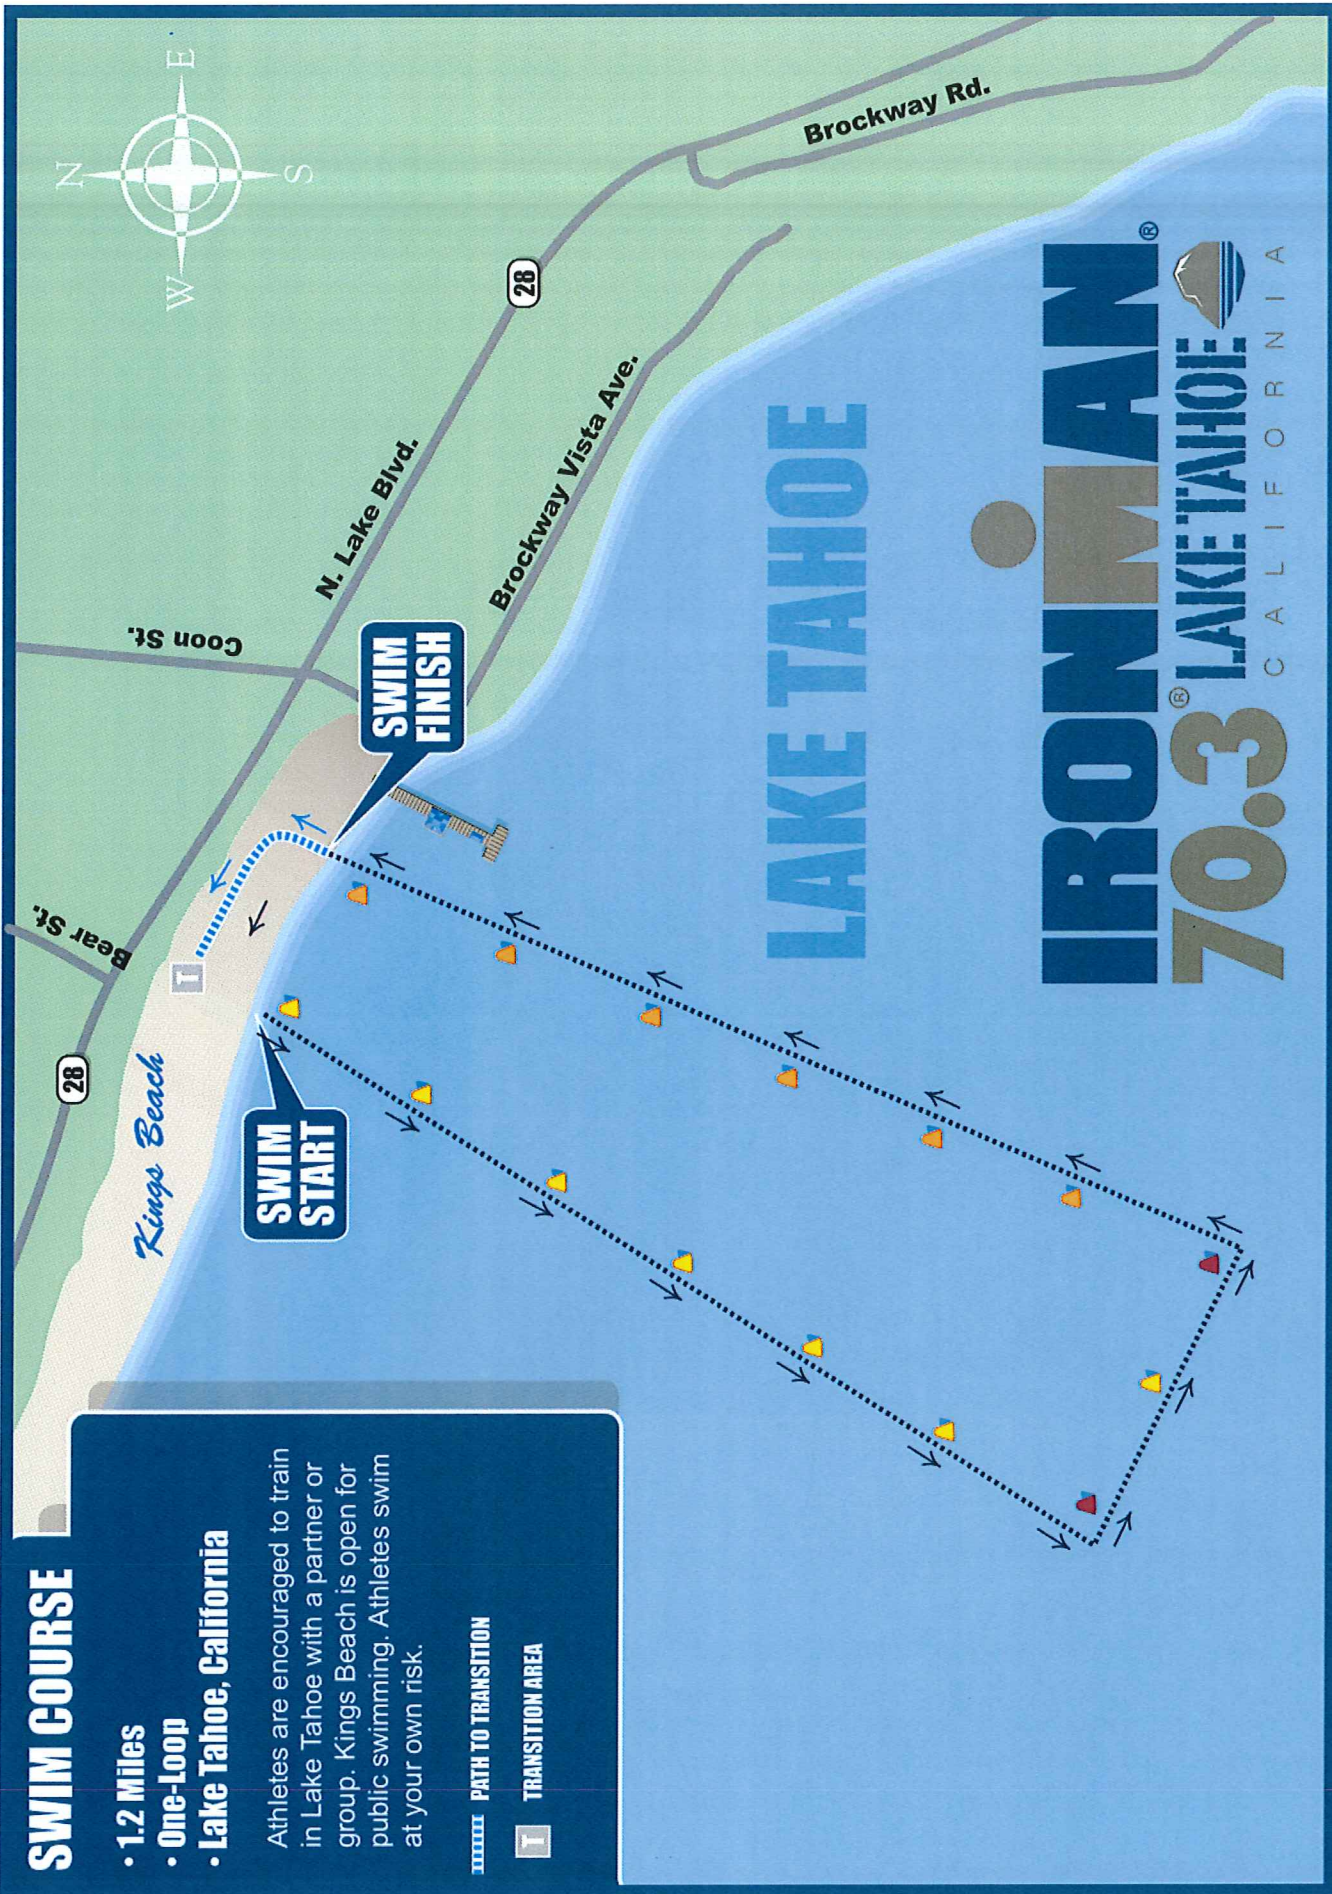 SWIM COURSE
• 1.2 Miles
• One-Loop
• Lake Tahoe, California
Athletes are encouraged to train
in Lake Tahoe with a partner or
group. Kings Beach is open for
public swimming. Athletes swim
at your own risk.
PATH TO TRANSITION
T TRANSITION AREA
28
Kings Beach
Bear St.
T
SWIM
START
SWIM
FINISH
Coon St.
N. Lake Blvd.
Brockway Vista Ave.
28
Brockway Rd.
N
W
E
S
LAKE TAHOE
IRONMAN®
70.3® LAKE TAHOE
CALIFORNIA